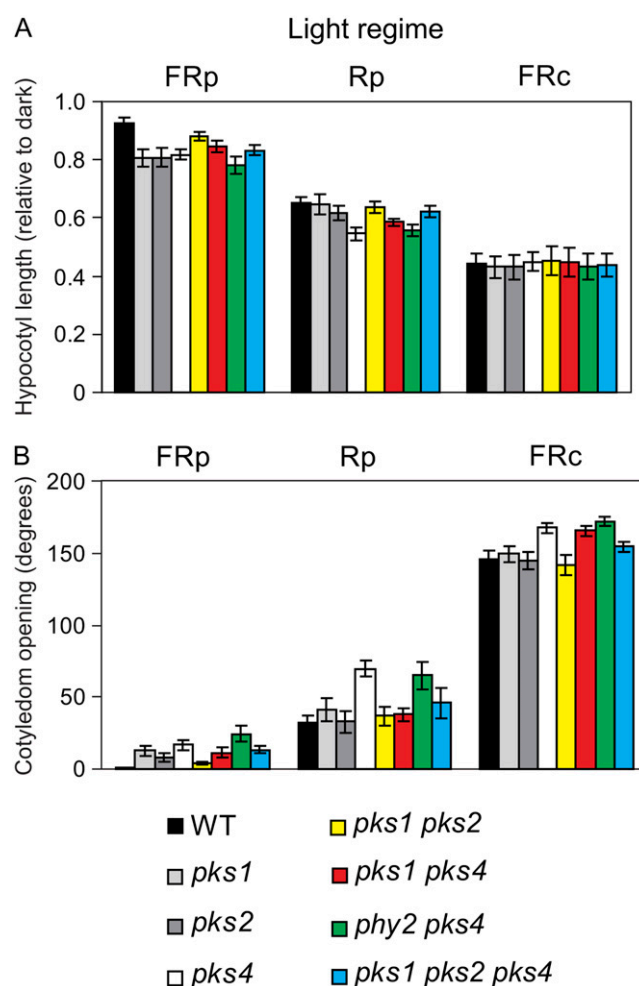 A
Light regime
FRp Rp FRc
Hypocotyl length (relative to dark)
1.0
0.8
0.6
0.4
0.2
0
B
FRp Rp FRc
Cotyledom opening (degrees)
200
150
100
50
0
WT
pks1
pks2
pks4
pks1 pks2
pks1 pks4
phy2 pks4
pks1 pks2 pks4